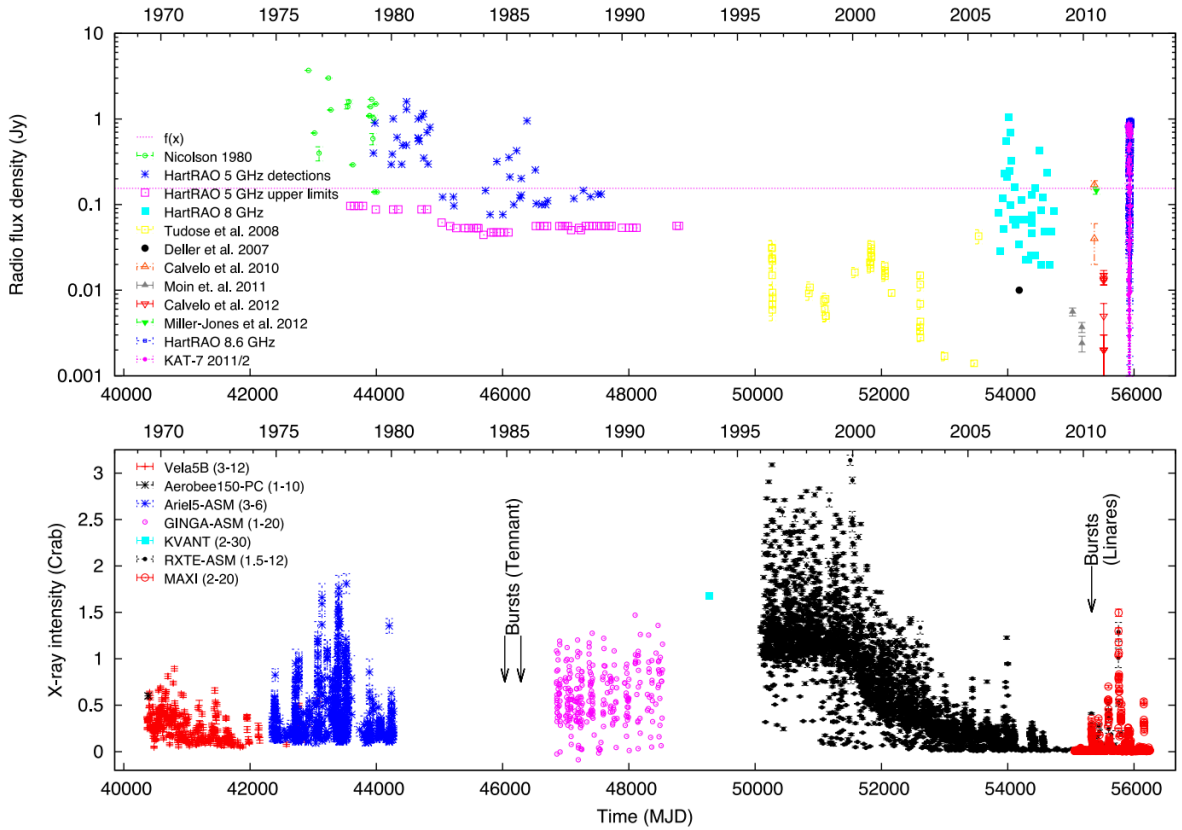 1970 1975 1980 1985 1990 1995 2000 2005 2010
10
1
0.1
0.01
0.001
Radio flux density (Jy)
f(x)
Nicolson 1980
HartRAO 5 GHz detections
HartRAO 5 GHz upper limits
HartRAO 8 GHz
Tudose et al. 2008
Deller et al. 2007
Calvelo et al. 2010
Moin et. al. 2011
Calvelo et al. 2012
Miller-Jones et al. 2012
HartRAO 8.6 GHz
KAT-7 2011/2
40000 42000 44000 46000 48000 50000 52000 54000 56000
1970 1975 1980 1985 1990 1995 2000 2005 2010
3
2.5
2
1.5
1
0.5
0
X-ray intensity (Crab)
Vela5B (3-12)
Aerobee150-PC (1-10)
Ariel5-ASM (3-6)
GINGA-ASM (1-20)
KVANT (2-30)
RXTE-ASM (1.5-12)
MAXI (2-20)
Bursts (Tennant)
Bursts
(Linares)
40000 42000 44000 46000 48000 50000 52000 54000 56000
Time (MJD)